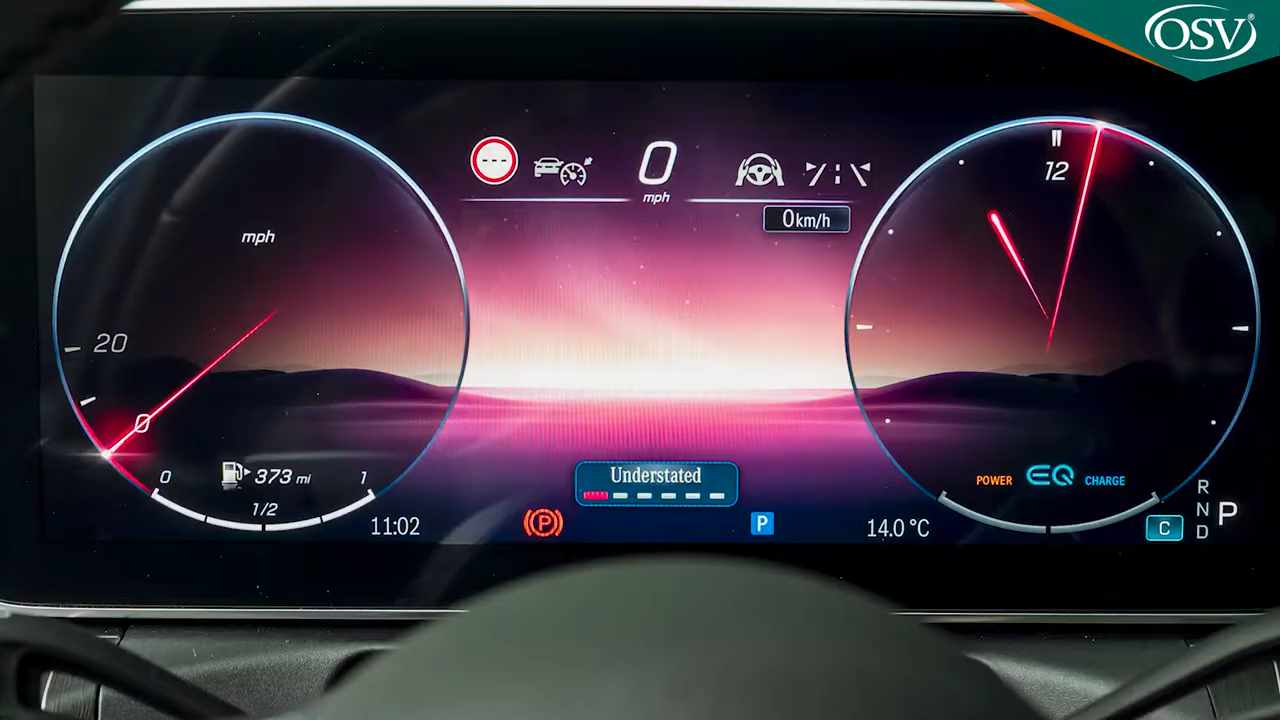 OSV®
0
mph
0km/h
mph
20
0
0
373 mi
1
1/2
11:02
Understated
P
P
14.0 °C
12
POWER
EQ
CHARGE
C
R
N
D
P